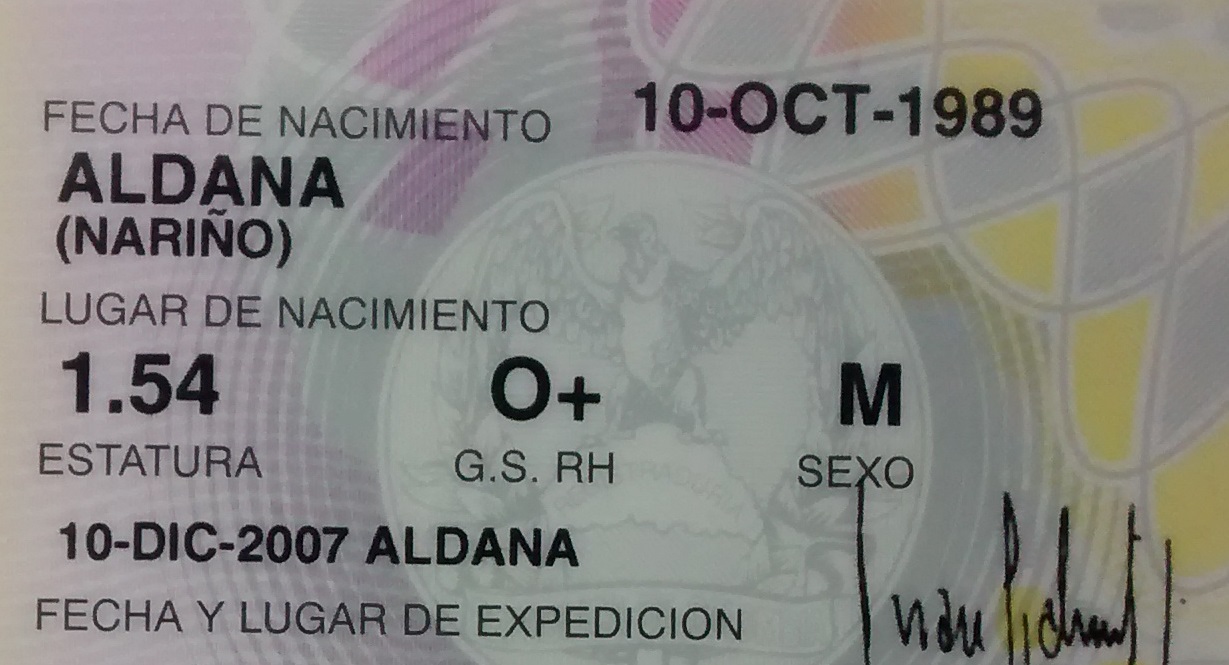 FECHA DE NACIMIENTO 10-OCT-1989
ALDANA
(NARIÑO)
LUGAR DE NACIMIENTO
1.54 O+ M
ESTATURA G.S. RH SEXO
10-DIC-2007 ALDANA
FECHA Y LUGAR DE EXPEDICION